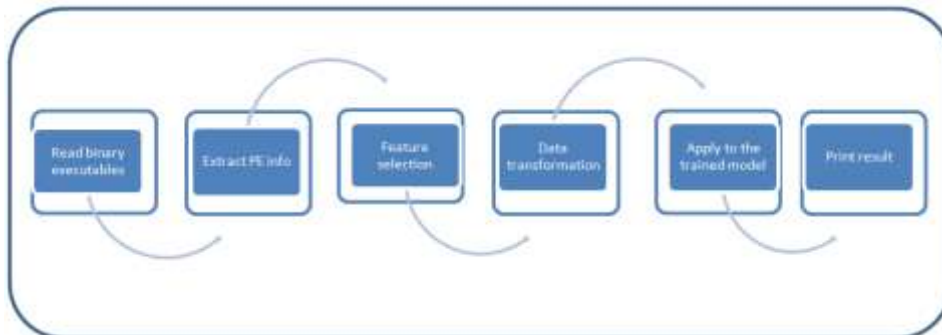 Read binary
executables
Extract PE info
Feature
selection
Data
transformation
Apply to the
trained model
Print result